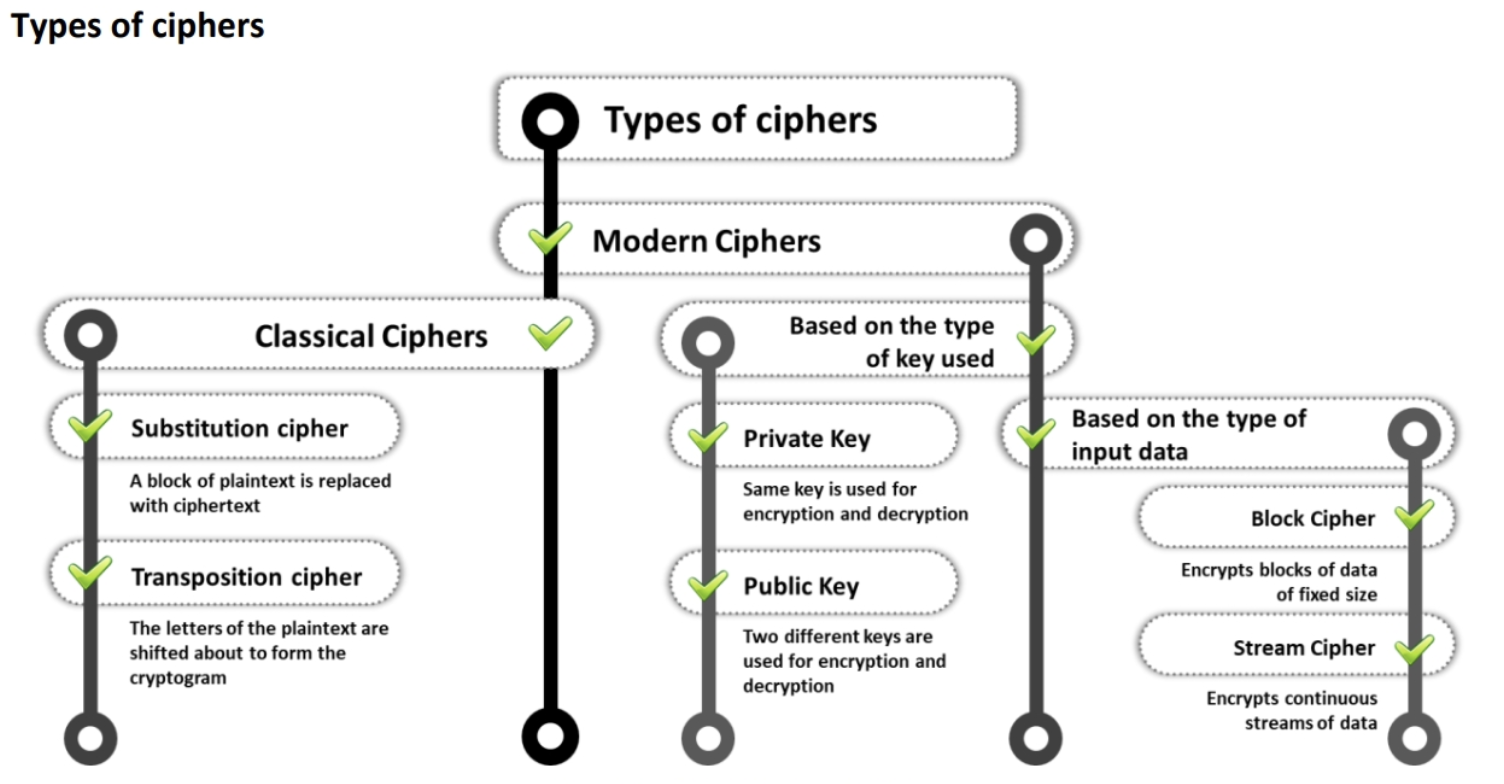 Types of ciphers
Types of ciphers
Modern Ciphers
Classical Ciphers
Substitution cipher
A block of plaintext is replaced
with ciphertext
Transposition cipher
The letters of the plaintext are
shifted about to form the
cryptogram
Based on the type
of key used
Private Key
Same key is used for
encryption and decryption
Public Key
Two different keys are
used for encryption and
decryption
Based on the type of
input data
Block Cipher
Encrypts blocks of data
of fixed size
Stream Cipher
Encrypts continuous
streams of data